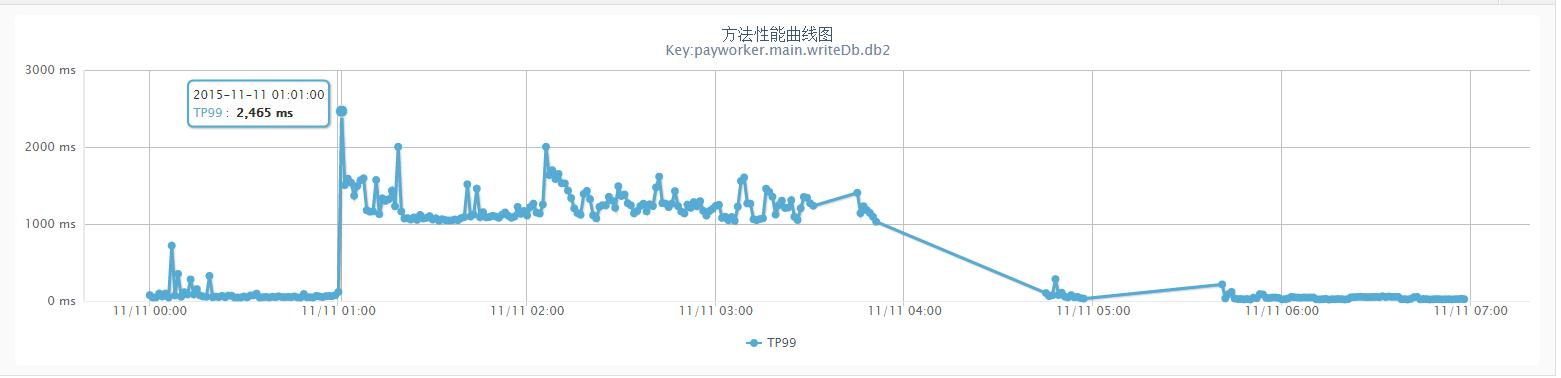 方法性能曲线图
Key:payworker.main.writeDb.db2
3000 ms
2015-11-11 01:01:00
TP99 : 2,465 ms
2000 ms
1000 ms
0 ms
11/11 00:00
11/11 01:00
11/11 02:00
11/11 03:00
11/11 04:00
11/11 05:00
11/11 06:00
11/11 07:00
TP99